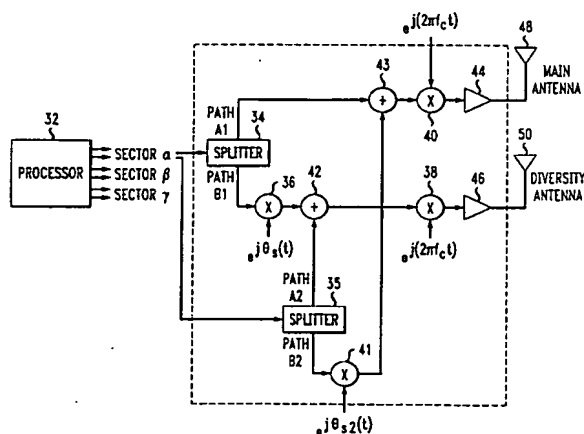 e j(2πf_c t)
48
43
44
MAIN
ANTENNA
+
X
40
32
PATH
A1
34
50
PROCESSOR
SECTOR α
SPLITTER
SECTOR β
PATH
B1
36
42
38
46
DIVERSITY
ANTENNA
SECTOR γ
X
+
X
e jθ_s(t)
e j(2πf_c t)
PATH
A2
35
SPLITTER
PATH
B2
41
X
e jθ_s2(t)